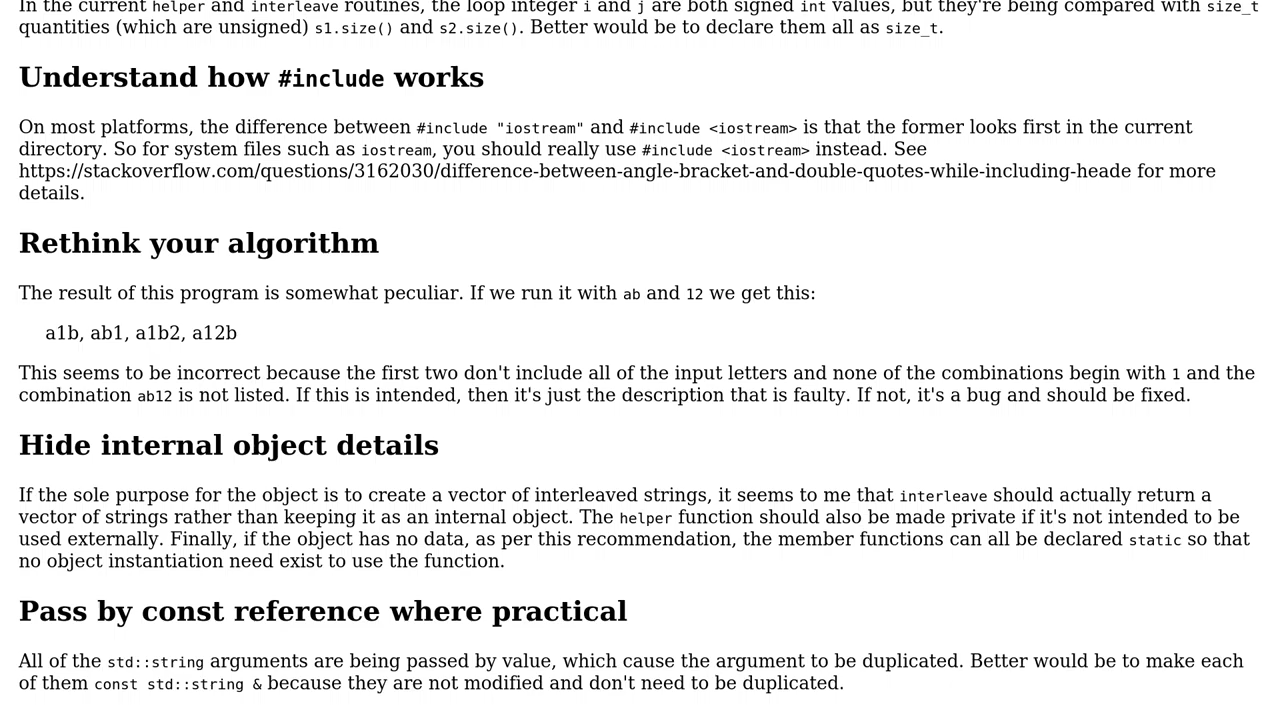 In the current helper and interleave routines, the loop integer i and j are both signed int values, but they're being compared with size_t
quantities (which are unsigned) s1.size() and s2.size(). Better would be to declare them all as size_t.
Understand how #include works
On most platforms, the difference between #include "iostream" and #include <iostream> is that the former looks first in the current
directory. So for system files such as iostream, you should really use #include <iostream> instead. See
https://stackoverflow.com/questions/3162030/difference-between-angle-bracket-and-double-quotes-while-including-heade for more
details.
Rethink your algorithm
The result of this program is somewhat peculiar. If we run it with ab and 12 we get this:
a1b, ab1, a1b2, a12b
This seems to be incorrect because the first two don't include all of the input letters and none of the combinations begin with 1 and the
combination ab12 is not listed. If this is intended, then it's just the description that is faulty. If not, it's a bug and should be fixed.
Hide internal object details
If the sole purpose for the object is to create a vector of interleaved strings, it seems to me that interleave should actually return a
vector of strings rather than keeping it as an internal object. The helper function should also be made private if it's not intended to be
used externally. Finally, if the object has no data, as per this recommendation, the member functions can all be declared static so that
no object instantiation need exist to use the function.
Pass by const reference where practical
All of the std::string arguments are being passed by value, which cause the argument to be duplicated. Better would be to make each
of them const std::string & because they are not modified and don't need to be duplicated.